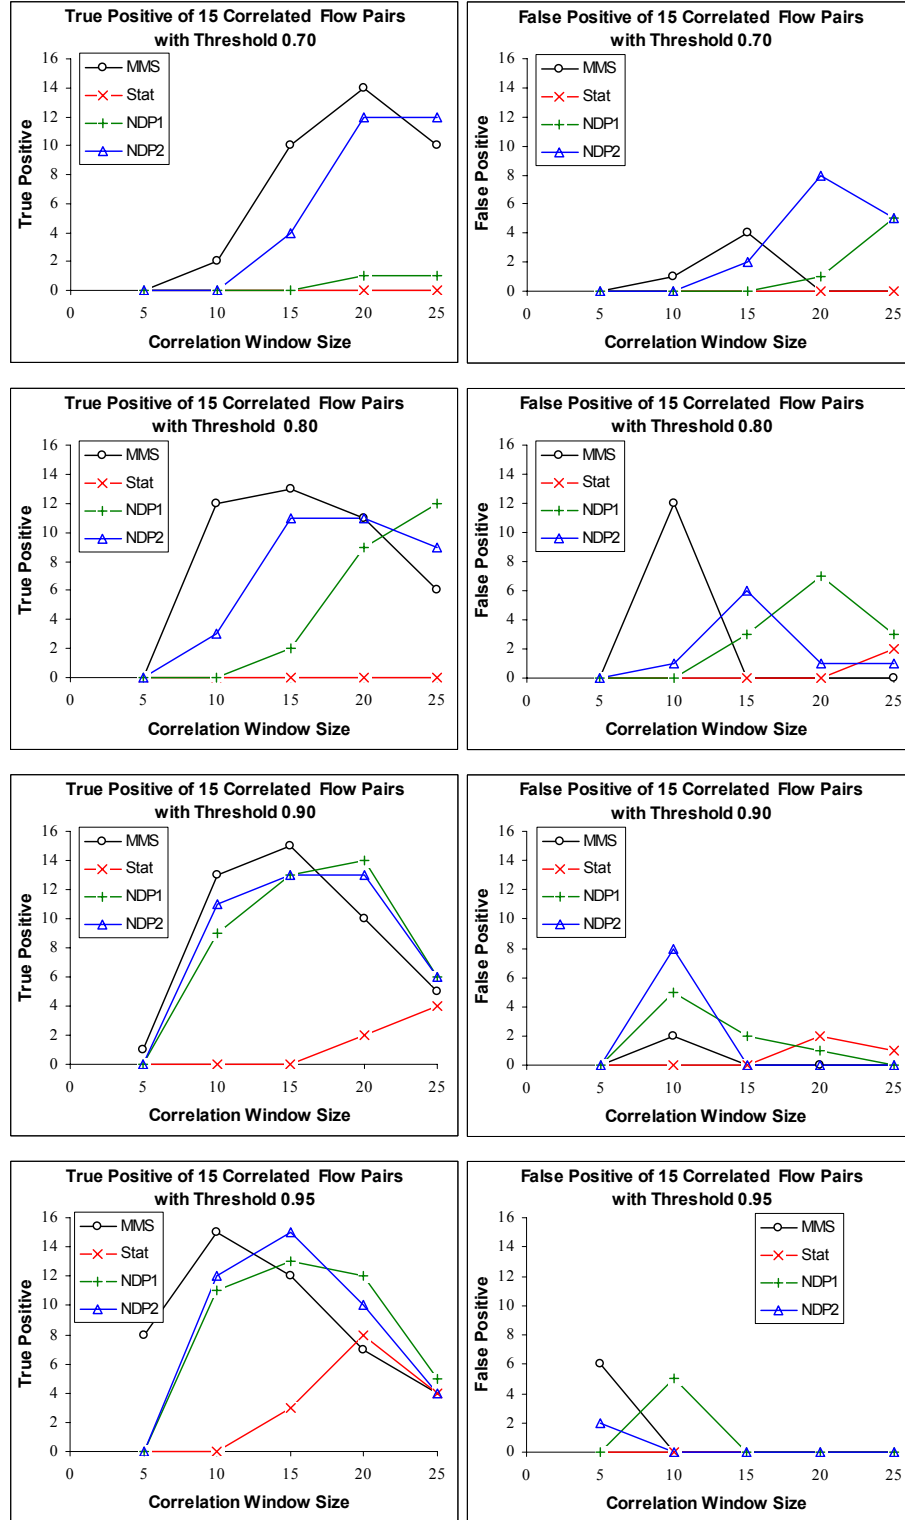 True Positive of 15 Correlated Flow Pairs
with Threshold 0.70
16
14
12
10
8
6
4
2
0
True Positive
MMS
Stat
NDP1
NDP2
0 5 10 15 20 25
Correlation Window Size
False Positive of 15 Correlated Flow Pairs
with Threshold 0.70
16
14
12
10
8
6
4
2
0
False Positive
MMS
Stat
NDP1
NDP2
0 5 10 15 20 25
Correlation Window Size
True Positive of 15 Correlated Flow Pairs
with Threshold 0.80
16
14
12
10
8
6
4
2
0
True Positive
MMS
Stat
NDP1
NDP2
0 5 10 15 20 25
Correlation Window Size
False Positive of 15 Correlated Flow Pairs
with Threshold 0.80
16
14
12
10
8
6
4
2
0
False Positive
MMS
Stat
NDP1
NDP2
0 5 10 15 20 25
Correlation Window Size
True Positive of 15 Correlated Flow Pairs
with Threshold 0.90
16
14
12
10
8
6
4
2
0
True Positive
MMS
Stat
NDP1
NDP2
0 5 10 15 20 25
Correlation Window Size
False Positive of 15 Correlated Flow Pairs
with Threshold 0.90
16
14
12
10
8
6
4
2
0
False Positive
MMS
Stat
NDP1
NDP2
0 5 10 15 20 25
Correlation Window Size
True Positive of 15 Correlated Flow Pairs
with Threshold 0.95
16
14
12
10
8
6
4
2
0
True Positive
MMS
Stat
NDP1
NDP2
0 5 10 15 20 25
Correlation Window Size
False Positive of 15 Correlated Flow Pairs
with Threshold 0.95
16
14
12
10
8
6
4
2
0
False Positive
MMS
Stat
NDP1
NDP2
0 5 10 15 20 25
Correlation Window Size